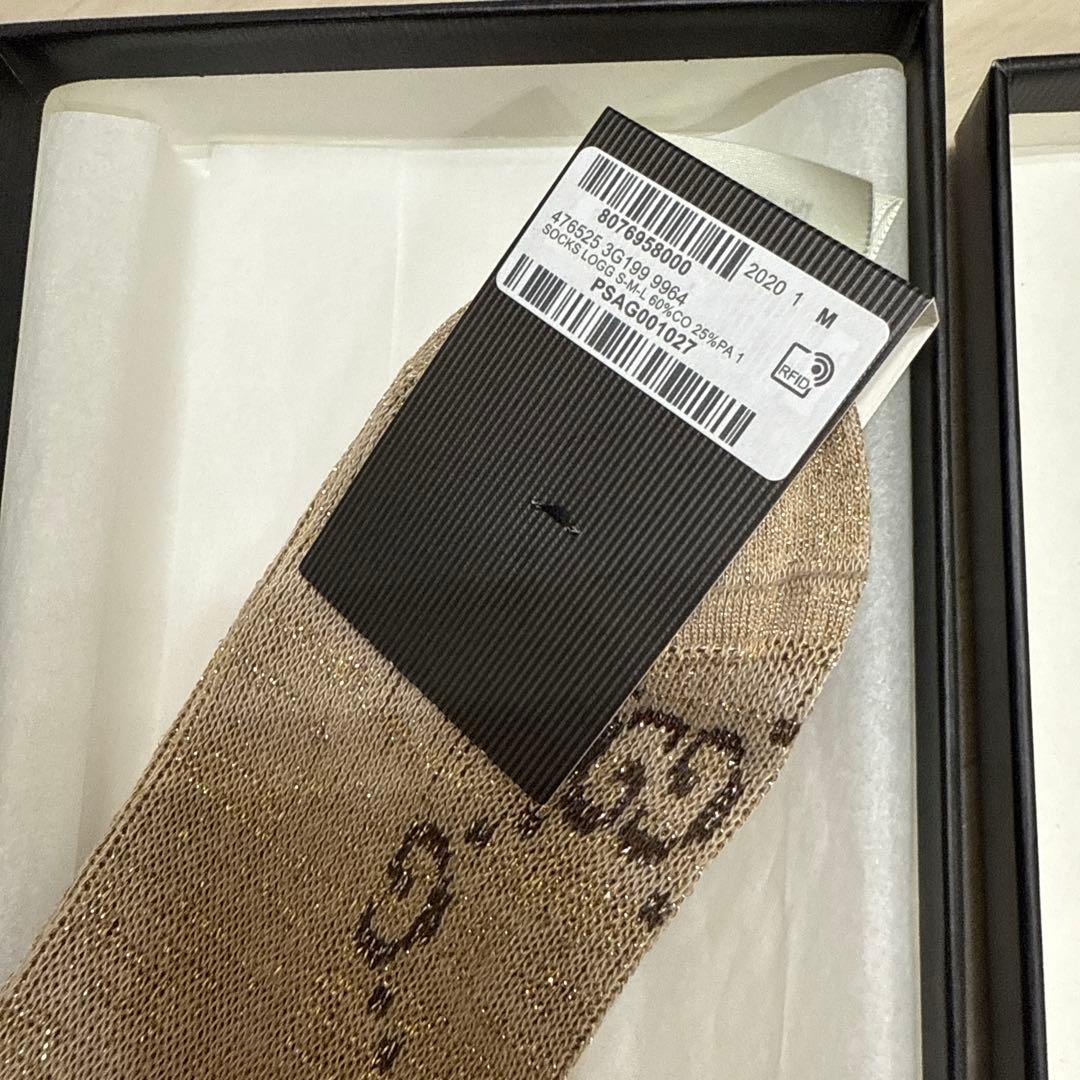 8076958000
2020 1 M
476525 3G199 9964
SOCKS LOGG S-M-L 60%CO 25%PA 1
PSAG001027
RFID